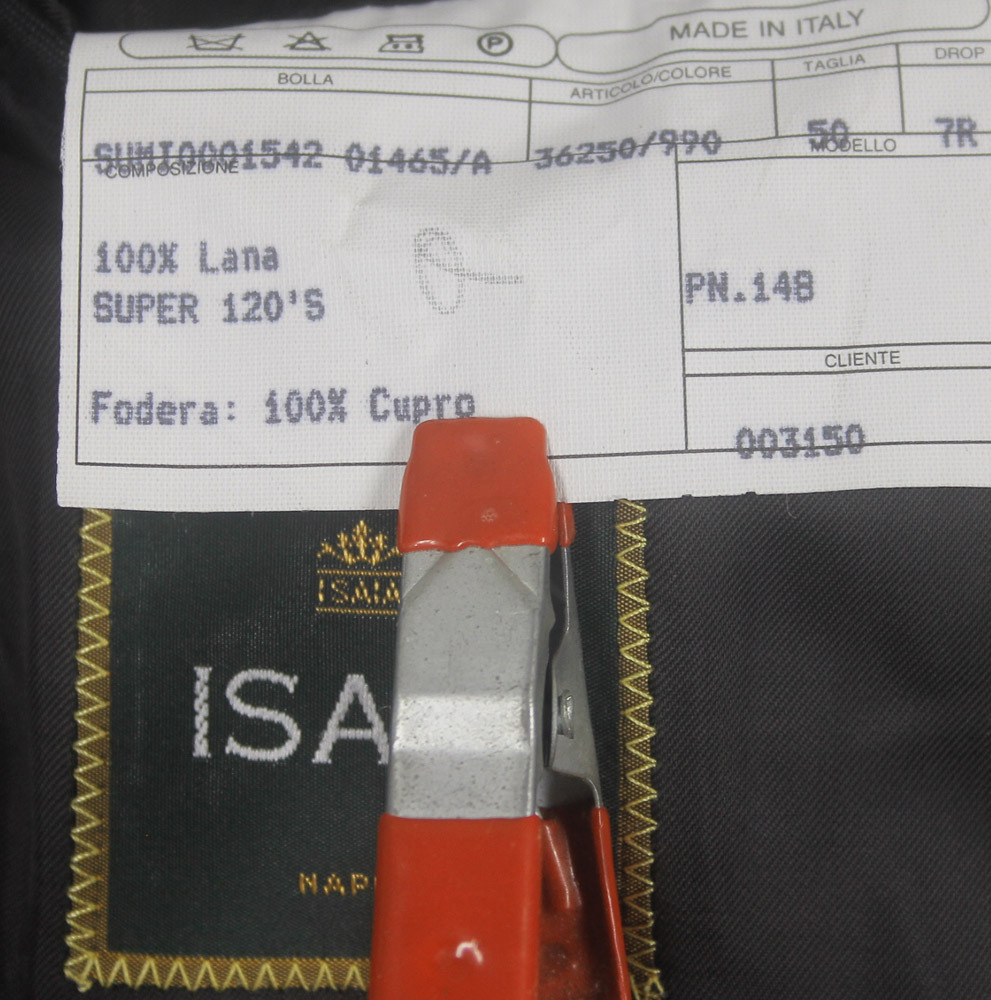 P MADE IN ITALY
BOLLA ARTICOLO/COLORE TAGLIA DROP
SUMI0001542 01465/A 36250/990 50 7R
COMPOSIZIONE MODELLO
100% Lana
SUPER 120'S PN.148
CLIENTE
Fodera: 100% Cupro
003150
ISAIA
ISA
NAP